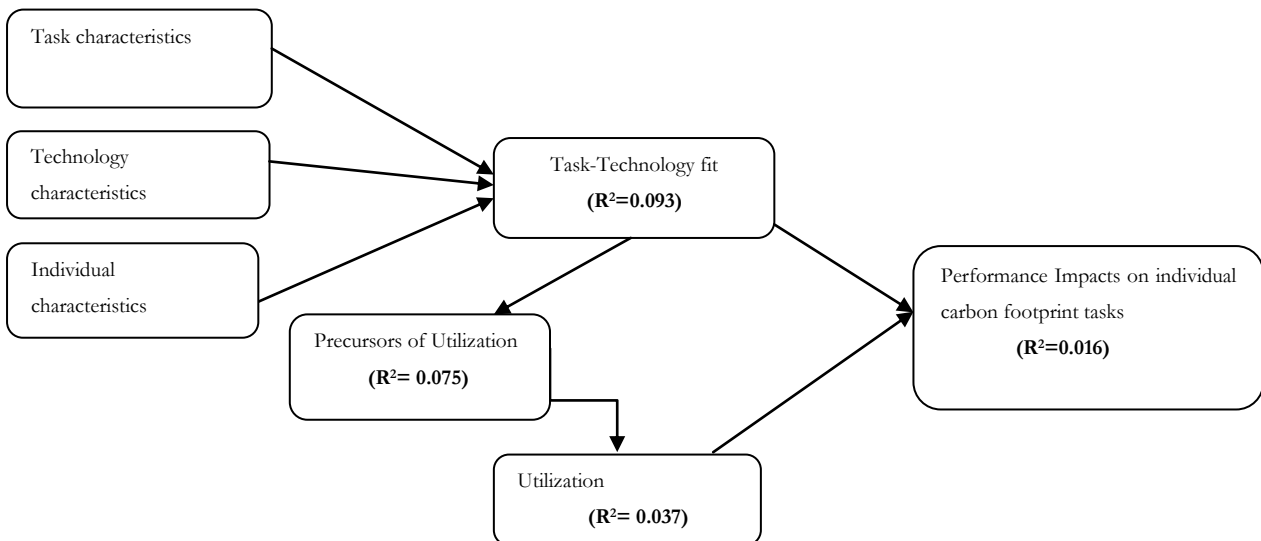 Task characteristics
Technology
characteristics
Individual
characteristics
Task-Technology fit
(R²=0.093)
Precursors of Utilization
(R²= 0.075)
Utilization
(R²= 0.037)
Performance Impacts on individual
carbon footprint tasks
(R²=0.016)